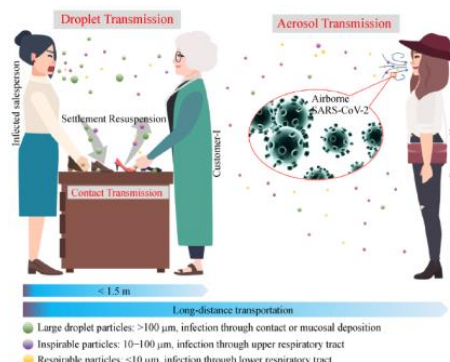 Droplet Transmission
Aerosol Transmission
Infected salesperson
Settlement Resuspension
Customer-I
Airborne
SARS-CoV-2
Contact Transmission
< 1.5 m
Long-distance transportation
Large droplet particles: >100 μm, infection through contact or mucosal deposition
Inspirable particles: 10−100 μm, infection through upper respiratory tract
Respirable particles: <10 μm, infection through lower respiratory tract